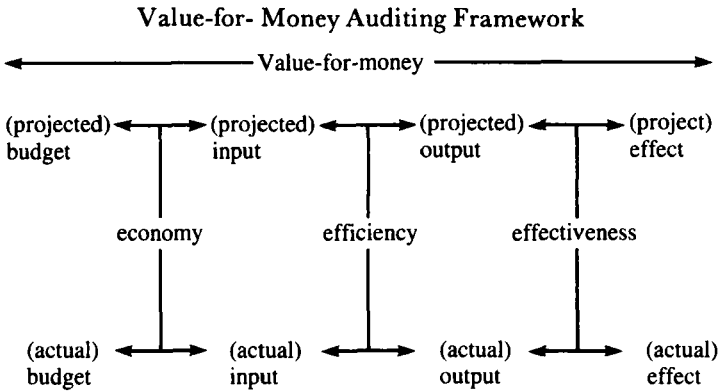 Value-for- Money Auditing Framework
Value-for-money
(projected) (projected) (projected) (project)
budget input output effect
economy efficiency effectiveness
(actual) (actual) (actual) (actual)
budget input output effect